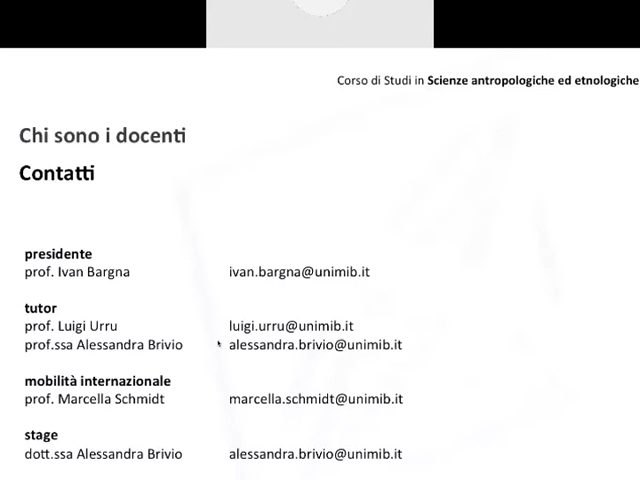 Corso di Studi in Scienze antropologiche ed etnologiche
Chi sono i docenti
Contatti
presidente
prof. Ivan Bargna ivan.bargna@unimib.it
tutor
prof. Luigi Urru luigi.urru@unimib.it
prof.ssa Alessandra Brivio alessandra.brivio@unimib.it
mobilità internazionale
prof. Marcella Schmidt marcella.schmidt@unimib.it
stage
dott.ssa Alessandra Brivio alessandra.brivio@unimib.it